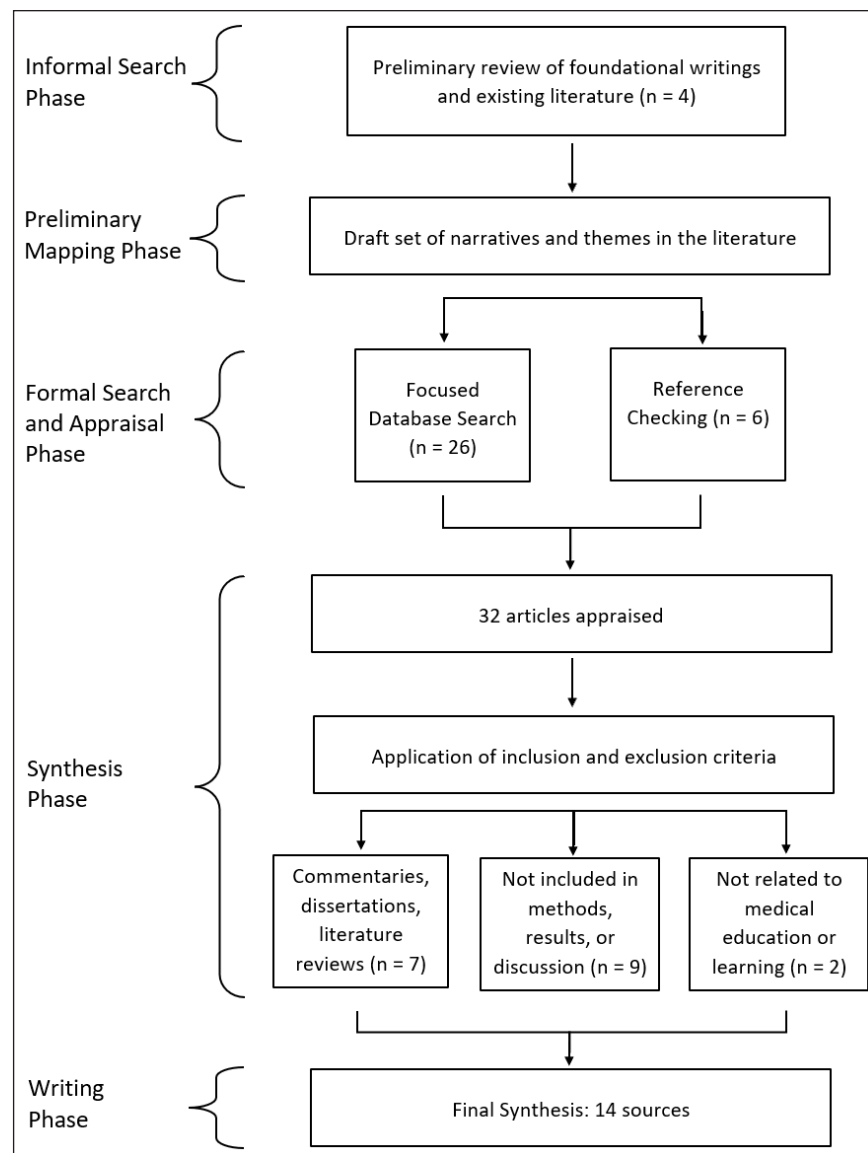 Informal Search
Phase
Preliminary review of foundational writings
and existing literature (n = 4)
Preliminary
Mapping Phase
Draft set of narratives and themes in the literature
Formal Search
and Appraisal
Phase
Focused
Database Search
(n = 26)
Reference
Checking (n = 6)
Synthesis
Phase
32 articles appraised
Application of inclusion and exclusion criteria
Commentaries,
dissertations,
literature
reviews (n = 7)
Not included in
methods,
results, or
discussion (n = 9)
Not related to
medical
education or
learning (n = 2)
Writing
Phase
Final Synthesis: 14 sources